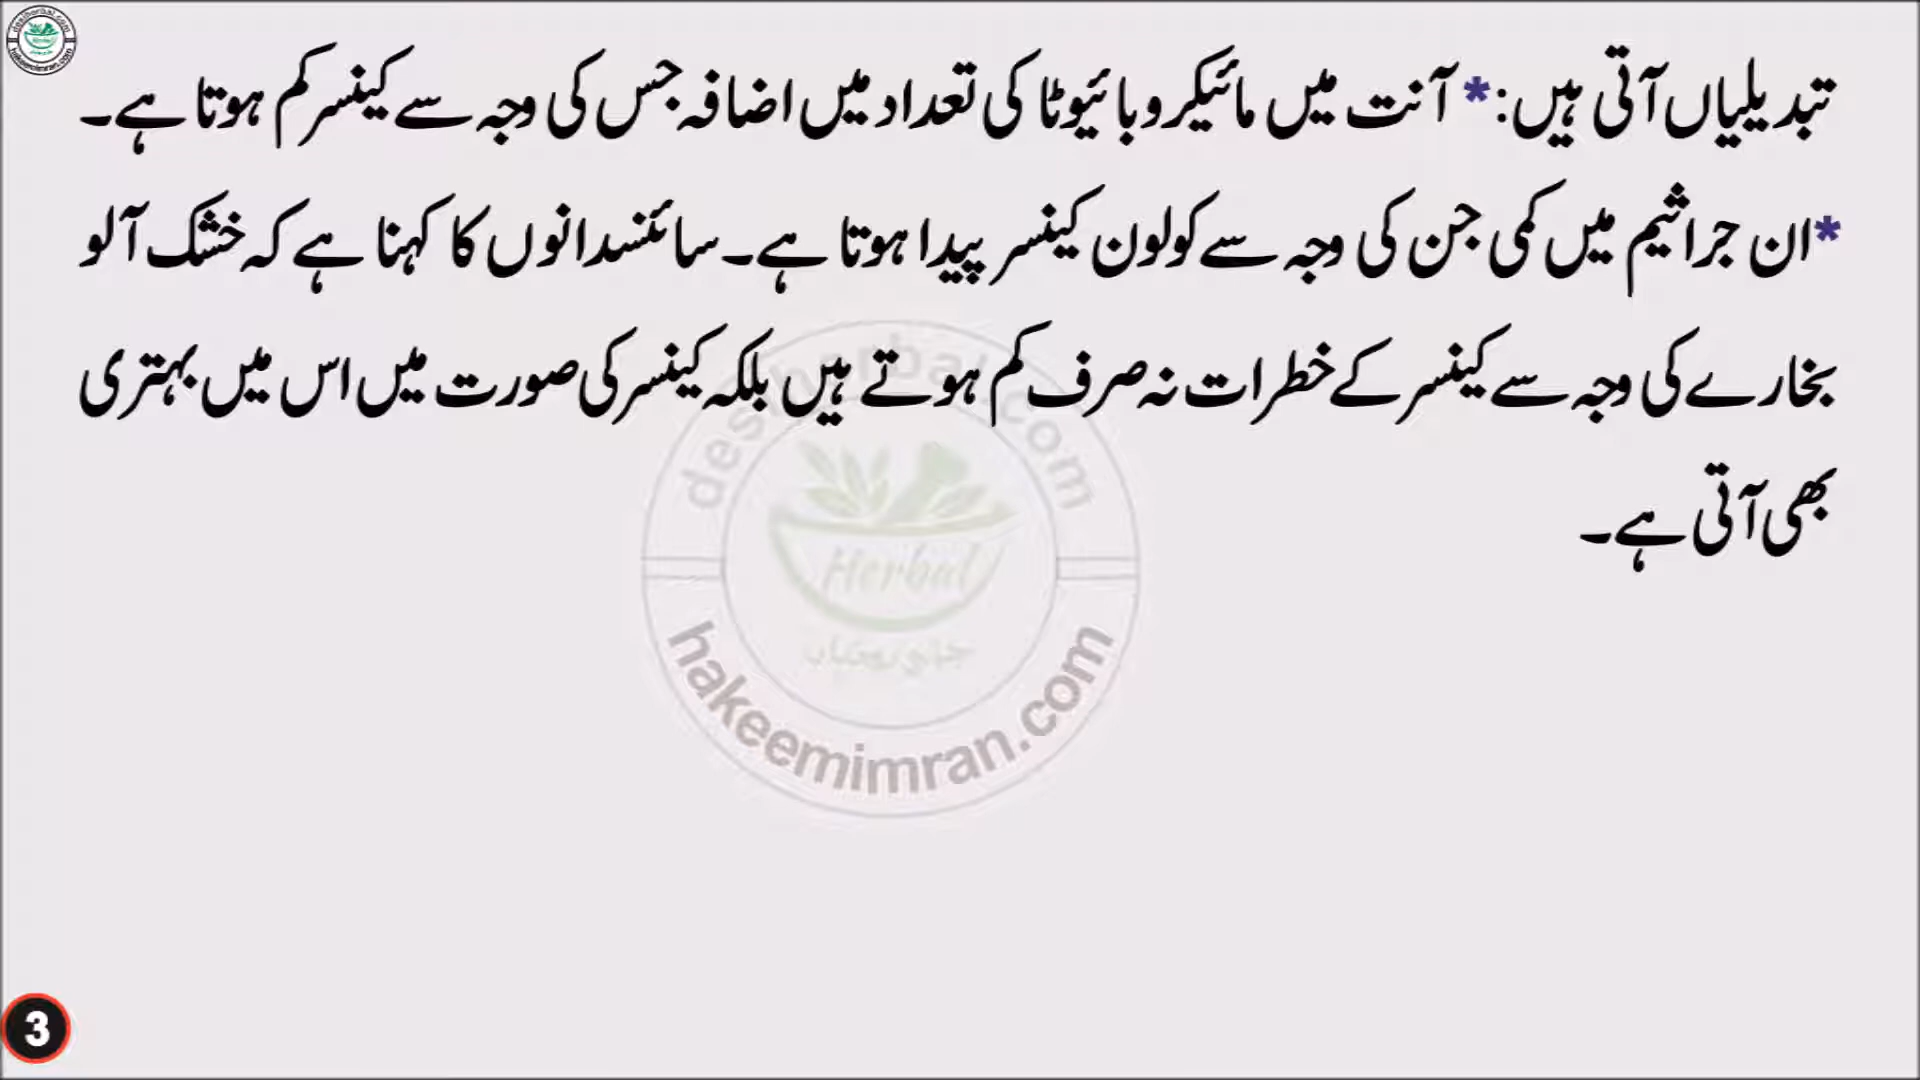 تبدیلیاں آتی ہیں:* آنت میں مائیکروبائیوٹا کی تعداد میں اضافہ جس کی وجہ سے کینسر کم ہوتا ہے۔
*ان جراثیم میں کمی جن کی وجہ سے کولون کینسر پیدا ہوتا ہے۔ سائنسدانوں کا کہنا ہے کہ خشک آلو
بخارے کی وجہ سے کینسر کے خطرات نہ صرف کم ہوتے ہیں بلکہ کینسر کی صورت میں اس میں بہتری
بھی آتی ہے۔
desiherbal.com
Herbal
hakeemimran.com
3